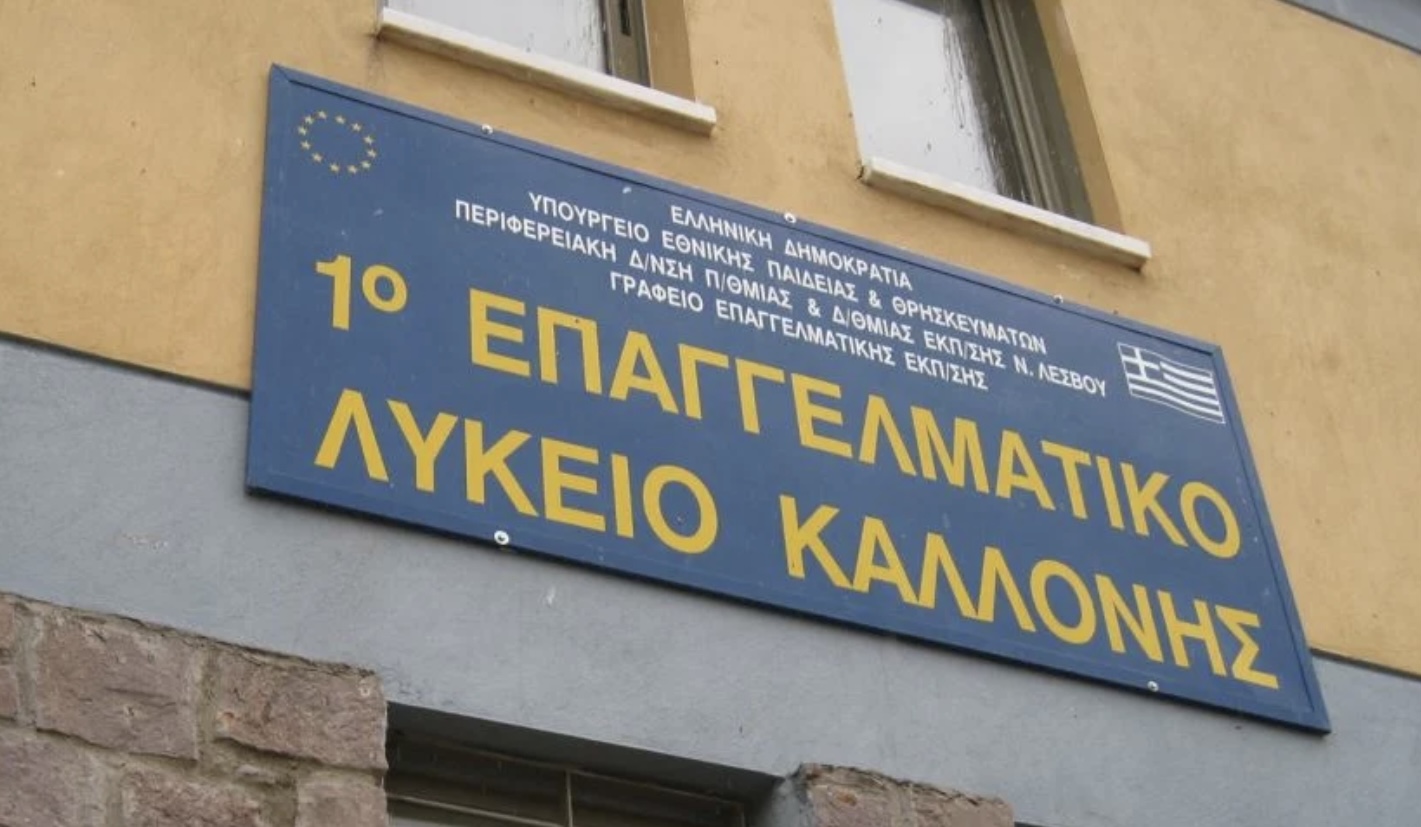 ΕΛΛΗΝΙΚΗ ΔΗΜΟΚΡΑΤΙΑ
ΥΠΟΥΡΓΕΙΟ ΕΘΝΙΚΗΣ ΠΑΙΔΕΙΑΣ & ΘΡΗΣΚΕΥΜΑΤΩΝ
ΠΕΡΙΦΕΡΕΙΑΚΗ Δ/ΝΣΗ Π/ΘΜΙΑΣ & Δ/ΘΜΙΑΣ ΕΚΠ/ΣΗΣ Ν. ΛΕΣΒΟΥ
ΓΡΑΦΕΙΟ ΕΠΑΓΓΕΛΜΑΤΙΚΗΣ ΕΚΠ/ΣΗΣ
1Ο ΕΠΑΓΓΕΛΜΑΤΙΚΟ
ΛΥΚΕΙΟ ΚΑΛΛΟΝΗΣ